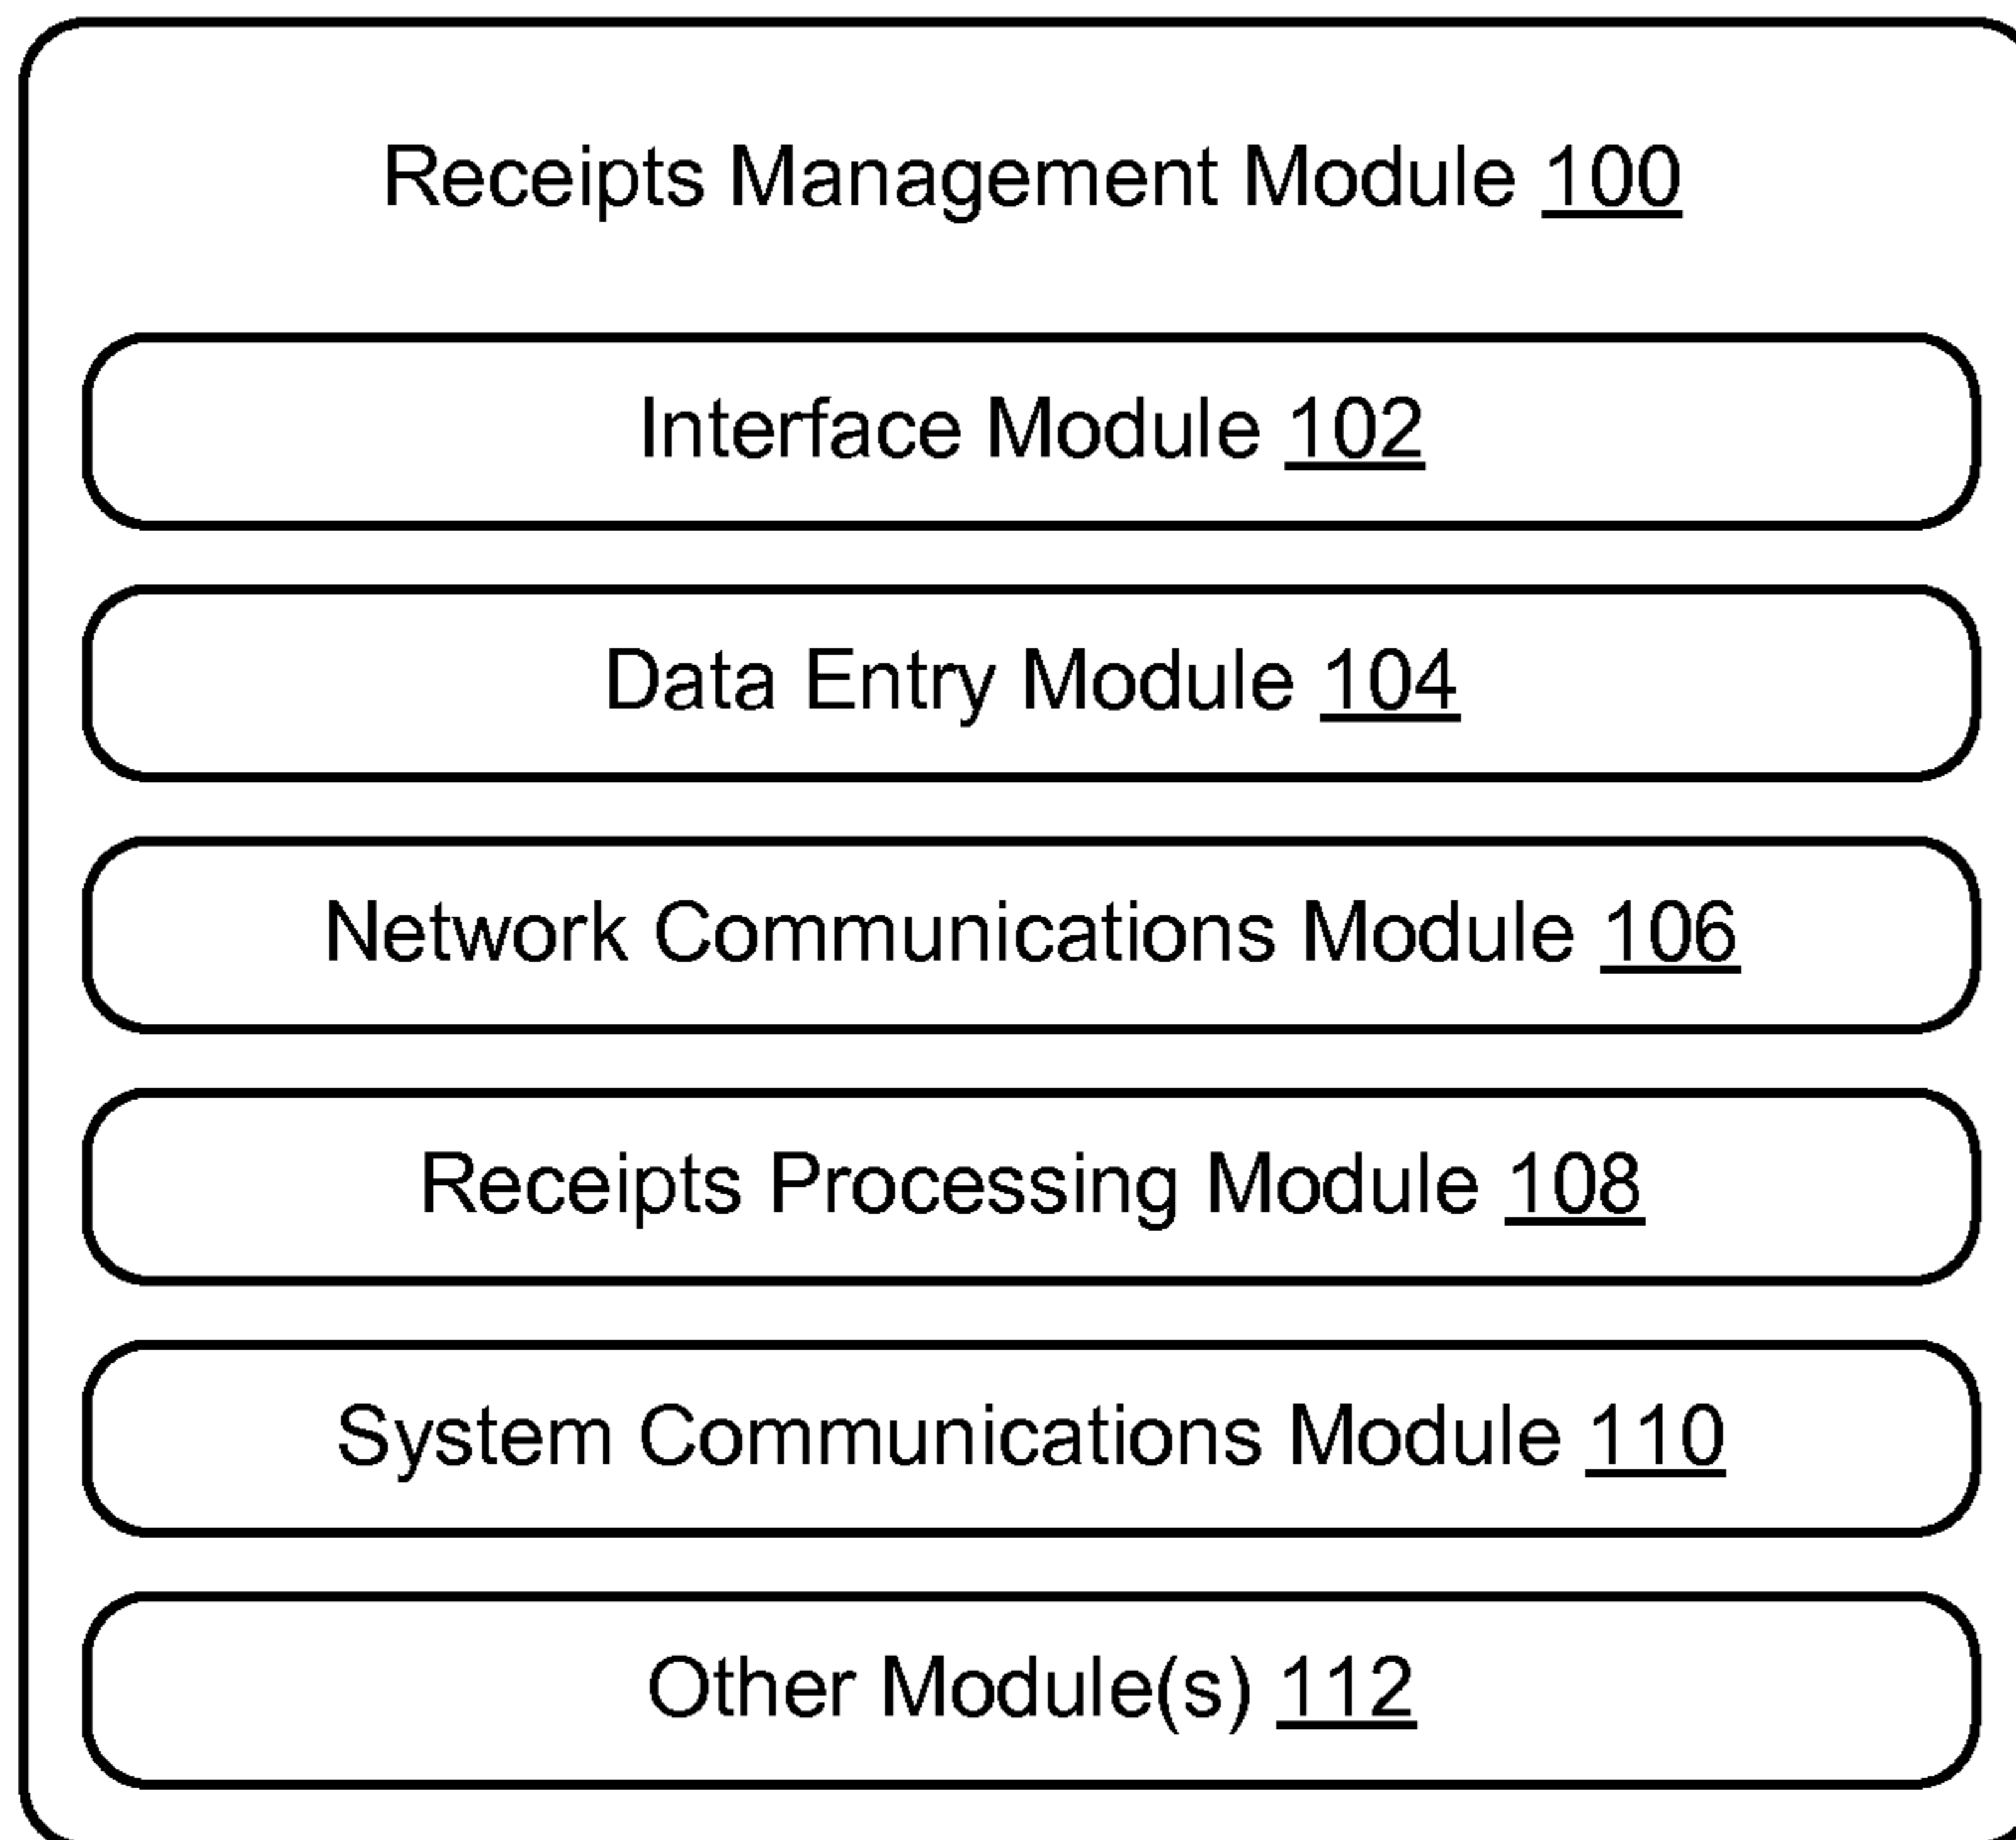 Receipts Management Module 100
Interface Module 102
Data Entry Module 104
Network Communications Module 106
Receipts Processing Module 108
System Communications Module 110
Other Module(s) 112